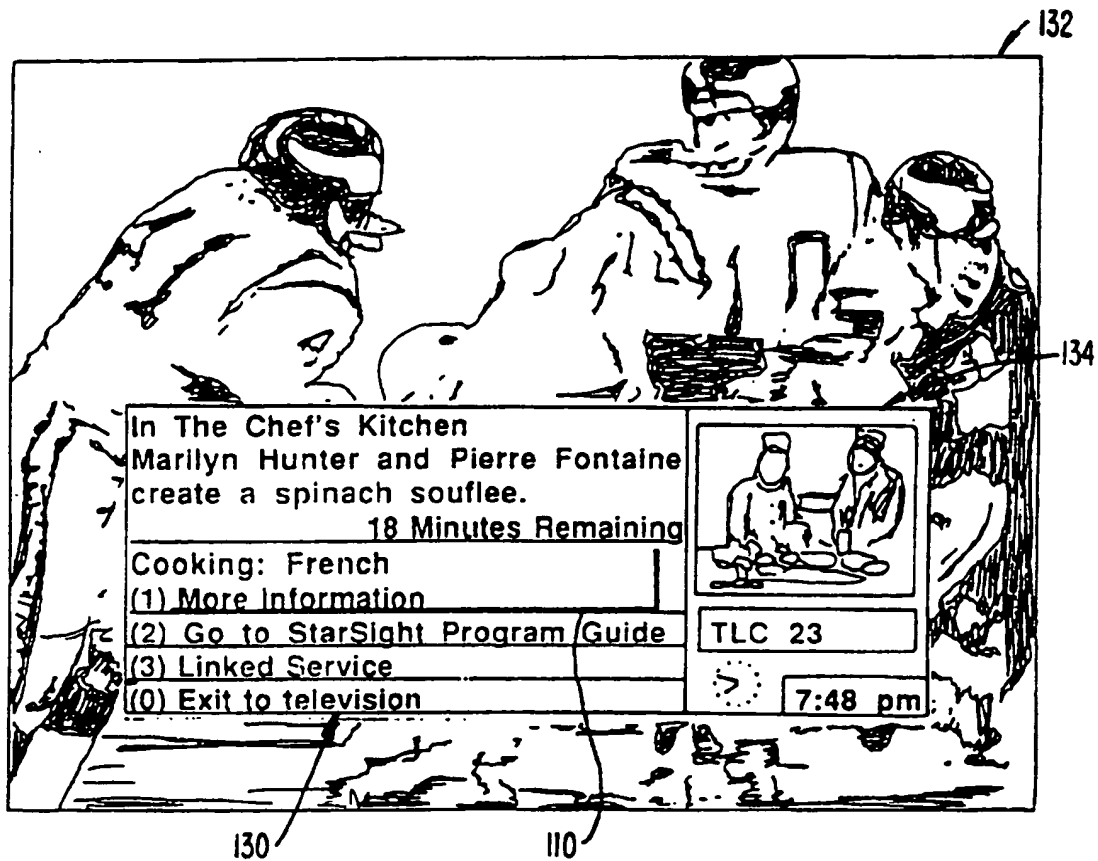 132
134
In The Chef's Kitchen
Marilyn Hunter and Pierre Fontaine
create a spinach souflee.
18 Minutes Remaining
Cooking: French
(1) More Information
(2) Go to StarSight Program Guide
(3) Linked Service
(0) Exit to television
TLC 23
7:48 pm
130
110